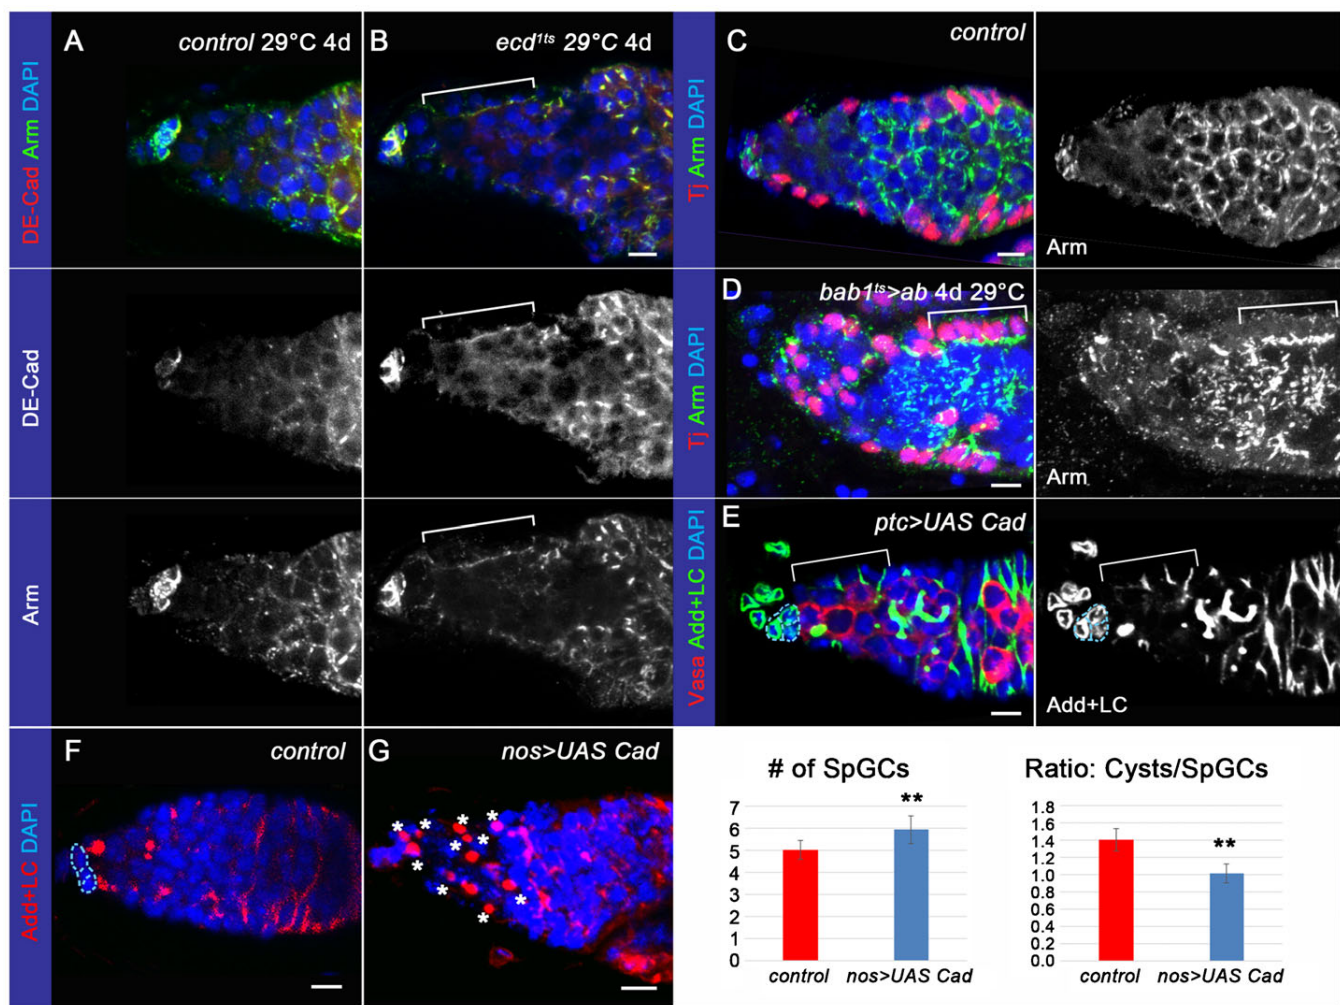 A
control 29°C 4d
B
ecd1ts 29°C 4d
C
control
DE-Cad Arm DAPI
Tj Arm DAPI
Arm
DE-Cad
D
bab1ts>ab 4d 29°C
Tj Arm DAPI
Arm
Arm
E
ptc>UAS Cad
Vasa Add+LC DAPI
Add+LC
F
control
G
nos>UAS Cad
Add+LC DAPI
* * * * * * * * * * *
# of SpGCs
7
6
5
4
3
2
1
0
**
control
nos>UAS Cad
Ratio: Cysts/SpGCs
1.8
1.6
1.4
1.2
1.0
0.8
0.6
0.4
0.2
0.0
**
control
nos>UAS Cad